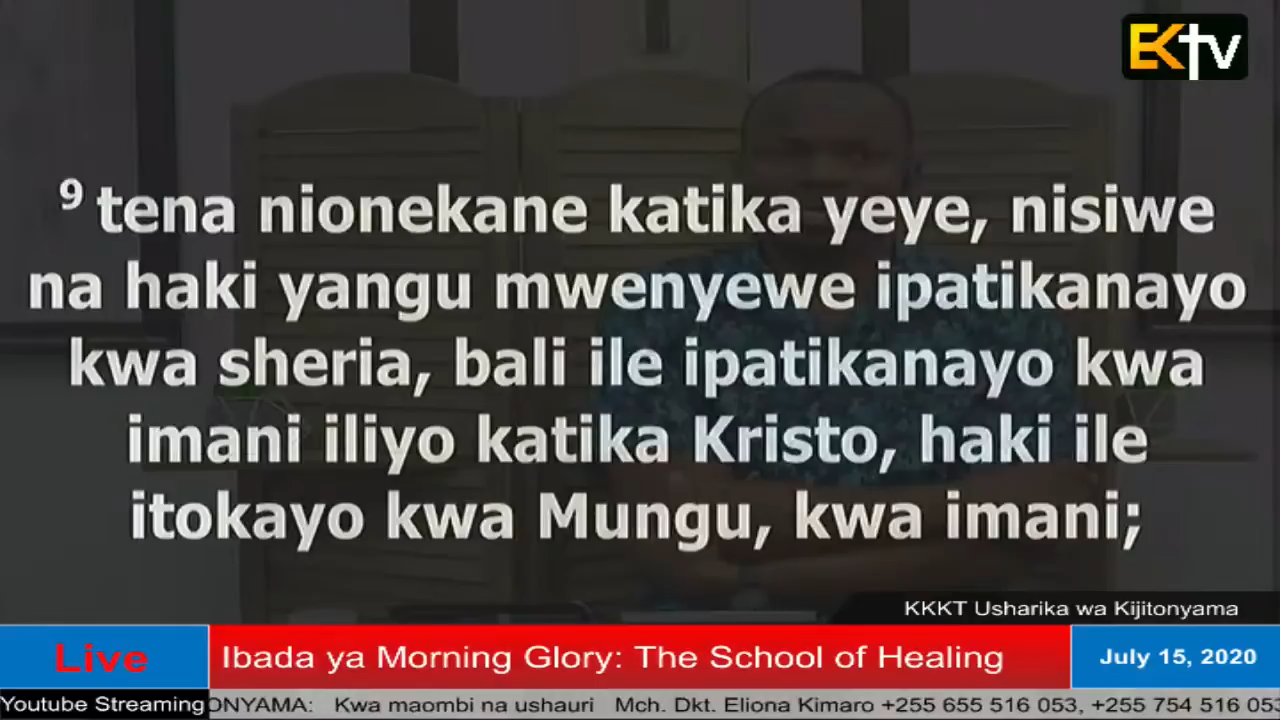 EKTV
9 tena nionekane katika yeye, nisiwe
na haki yangu mwenyewe ipatikanayo
kwa sheria, bali ile ipatikanayo kwa
imani iliyo katika Kristo, haki ile
itokayo kwa Mungu, kwa imani;
KKKT Usharika wa Kijitonyama
Live
Ibada ya Morning Glory: The School of Healing
July 15, 2020
Youtube Streaming
ONYAMA: Kwa maombi na ushauri Mch. Dkt. Eliona Kimaro +255 655 516 053, +255 754 516 053